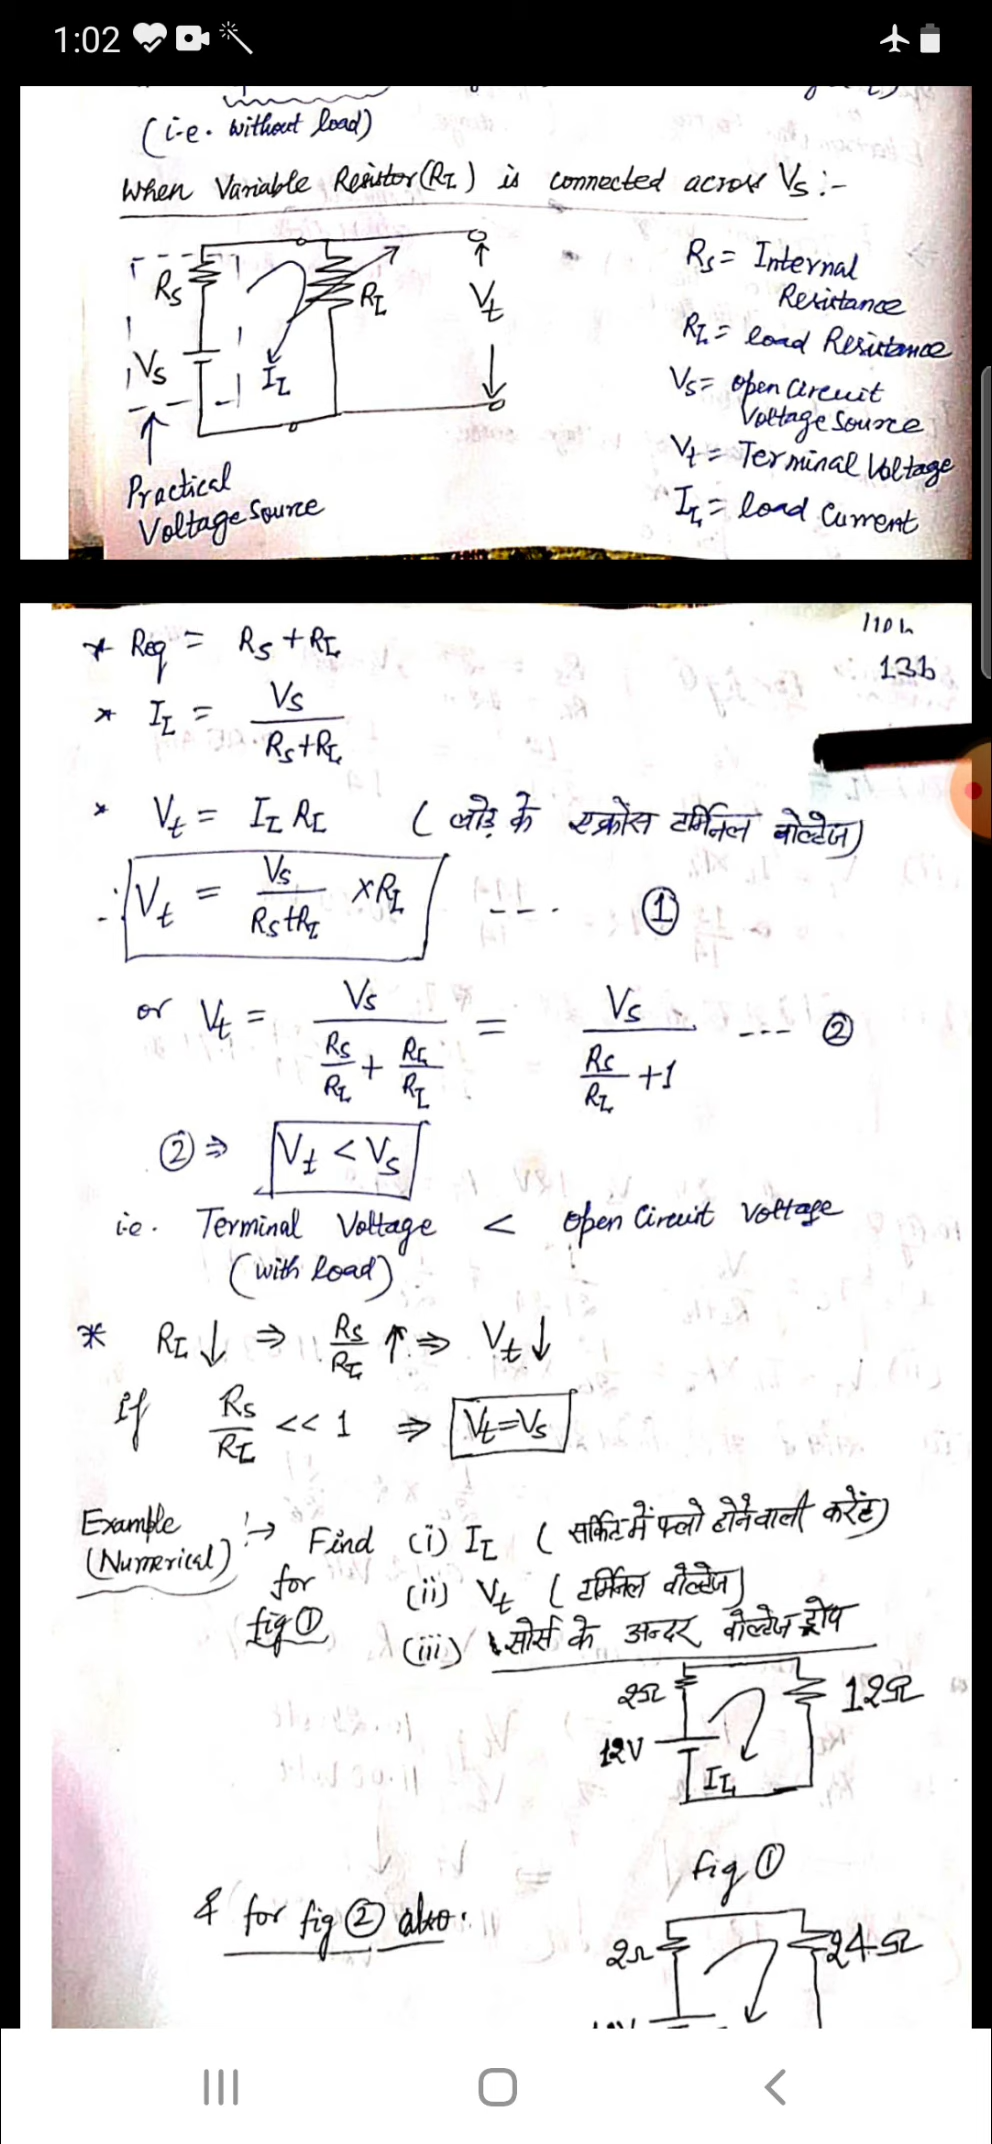 1:02
(i.e. without load)
When Variable Resistor (RL) is connected across Vs :-
Rs
RL
Vt
Vs
IL
Practical
Voltage Source
Rs = Internal
Resistance
RL = load Resistance
Vs = open circuit
Voltage Source
Vt = Terminal Voltage
IL = load Current
* Req = Rs + RL
* IL = Vs / (Rs+RL)
* Vt = IL RL (लोड के एक्रोस टर्मिनल वोल्टेज)
∴ Vt = Vs / (Rs+RL) × RL ---- ①
or Vt = Vs / (Rs/RL + RL/RL) = Vs / (Rs/RL + 1) --- ②
② ⇒ Vt < Vs
i.e. Terminal Voltage < Open Circuit Voltage
(with load)
* RL ↓ ⇒ Rs/RL ↑ ⇒ Vt ↓
If Rs/RL << 1 ⇒ Vt = Vs
Example (Numerical) :→ Find for fig ①
(i) IL (सर्किट में फ्लो होने वाली करेंट)
(ii) Vt (टर्मिनल वोल्टेज)
(iii) सोर्स के अन्दर वोल्टेज ड्रोप
2Ω
12Ω
12V
IL
fig ①
& for fig ② also.
2Ω
24Ω